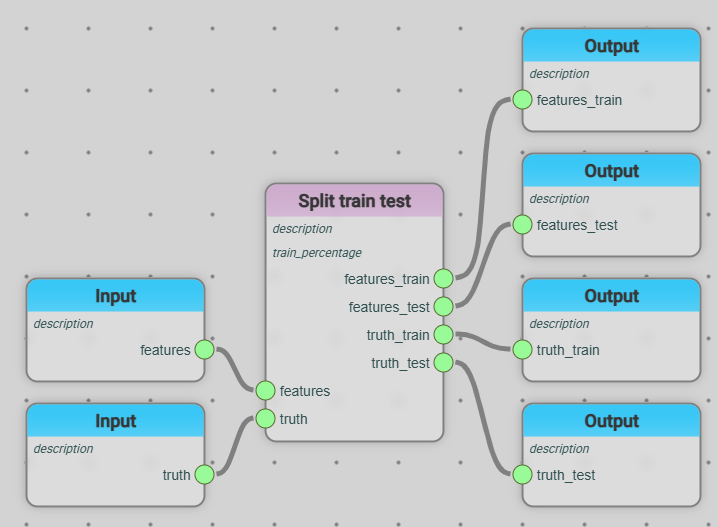 Input
description
features
Input
description
truth
Split train test
description
train_percentage
features_train
features_test
truth_train
truth_test
features
truth
Output
description
features_train
Output
description
features_test
Output
description
truth_train
Output
description
truth_test